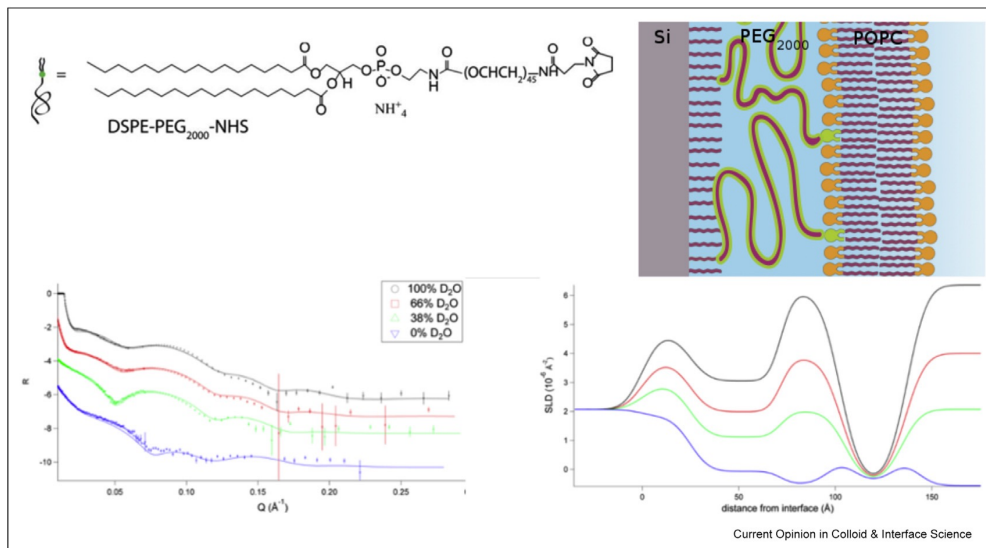 Si
PEG2000
POPC
=
O
O
O
H
O
O
P
O
O-
O
N
H
O
(OCHCHC)45
NH
O
N
O
O
NH+4
DSPE-PEG2000-NHS
100% D2O
66% D2O
38% D2O
0% D2O
R
0
-2
-4
-6
-8
-10
0.05
0.10
0.15
0.20
0.25
Q (Å-1)
SLD (10-6 Å-2)
6
5
4
3
2
1
0
0
50
100
150
distance from interface (Å)
Current Opinion in Colloid & Interface Science